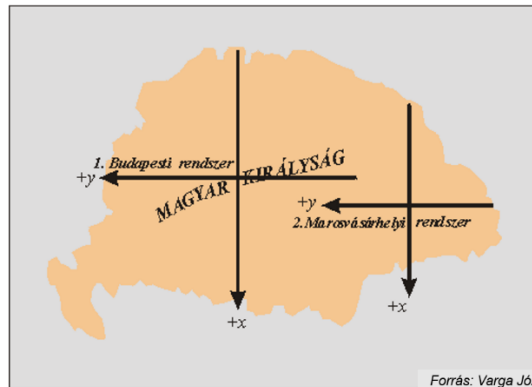 1. Budapesti rendszer
+y
MAGYAR KIRÁLYSÁG
+y
2. Marosvásárhelyi rendszer
+x
+x
Forrás: Varga Jó